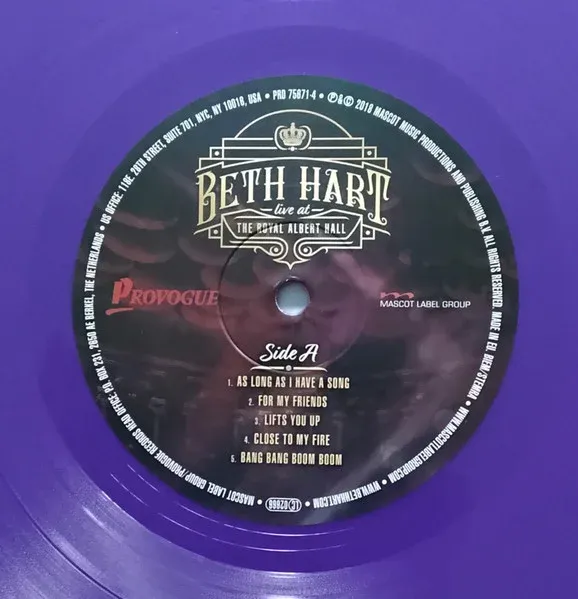 BETH HART
live at
THE ROYAL ALBERT HALL
PROVOGUE
MASCOT LABEL GROUP
Side A
1. AS LONG AS I HAVE A SONG
2. FOR MY FRIENDS
3. LIFTS YOU UP
4. CLOSE TO MY FIRE
5. BANG BANG BOOM BOOM
MASCOT LABEL GROUP/PROVOGUE RECORDS HEAD OFFICE: P.O. BOX 231, 2650 AE BERKEL, THE NETHERLANDS • US OFFICE: 11 OE. 28TH STREET, SUITE 701, NYC, NY 10016, USA • PRD 75871-4 • ℗&© 2018 MASCOT MUSIC PRODUCTIONS AND PUBLISHING B.V. ALL RIGHTS RESERVED MADE IN EU. BIEM/STEMRA • WWW.MASCOTLABELGROUP.COM • WWW.BETHHART.COM • LC 02666 •